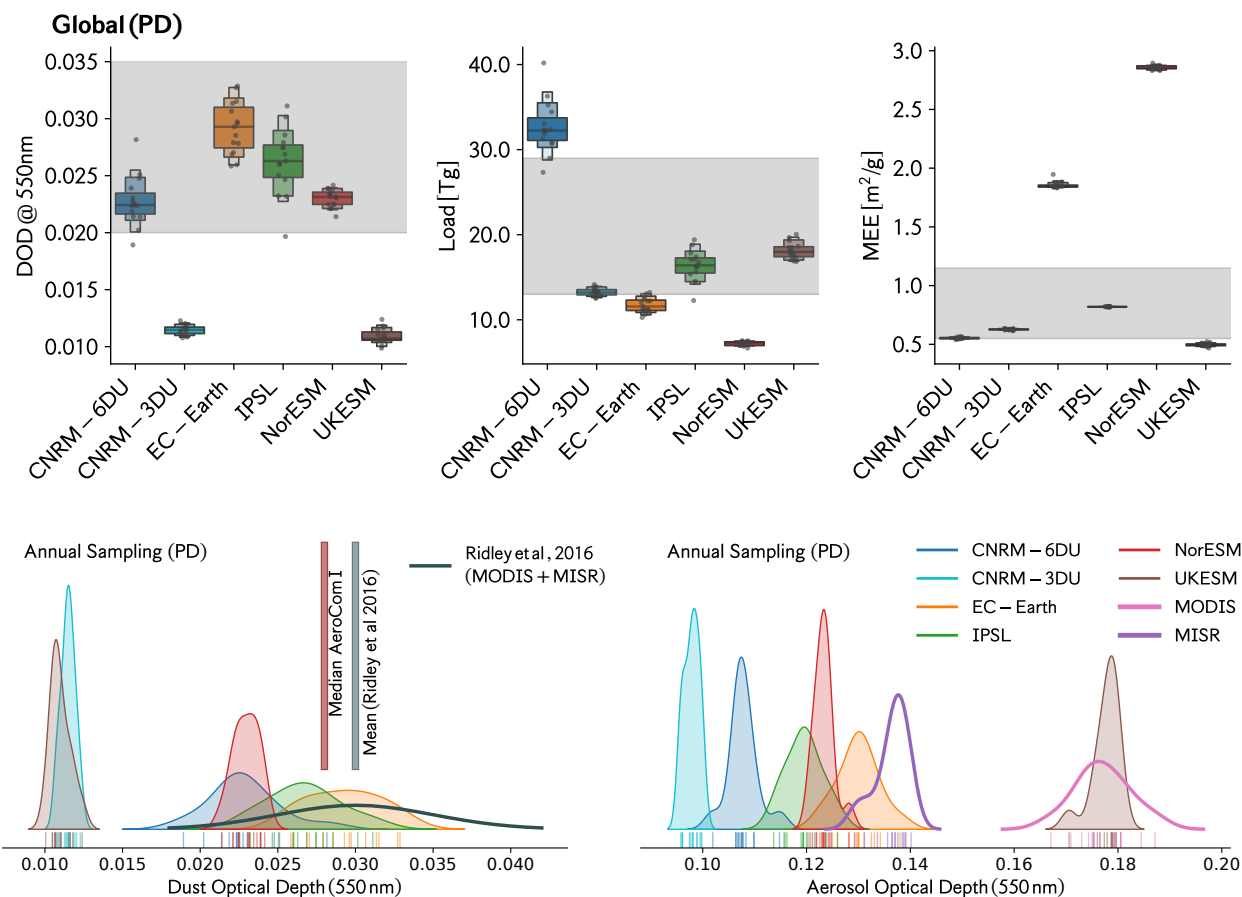 Global (PD)
DOD @ 550nm
0.035
0.030
0.025
0.020
0.015
0.010
CNRM – 6DU
CNRM – 3DU
EC – Earth
IPSL
NorESM
UKESM
Load [Tg]
40.0
30.0
20.0
10.0
CNRM – 6DU
CNRM – 3DU
EC – Earth
IPSL
NorESM
UKESM
MEE [m²/g]
3.0
2.5
2.0
1.5
1.0
0.5
CNRM – 6DU
CNRM – 3DU
EC – Earth
IPSL
NorESM
UKESM
Annual Sampling (PD)
Median AeroCom I
Mean (Ridley et al 2016)
Ridley et al, 2016
(MODIS + MISR)
0.010
0.015
0.020
0.025
0.030
0.035
0.040
Dust Optical Depth (550 nm)
Annual Sampling (PD)
CNRM – 6DU
CNRM – 3DU
EC – Earth
IPSL
NorESM
UKESM
MODIS
MISR
0.10
0.12
0.14
0.16
0.18
0.20
Aerosol Optical Depth (550 nm)